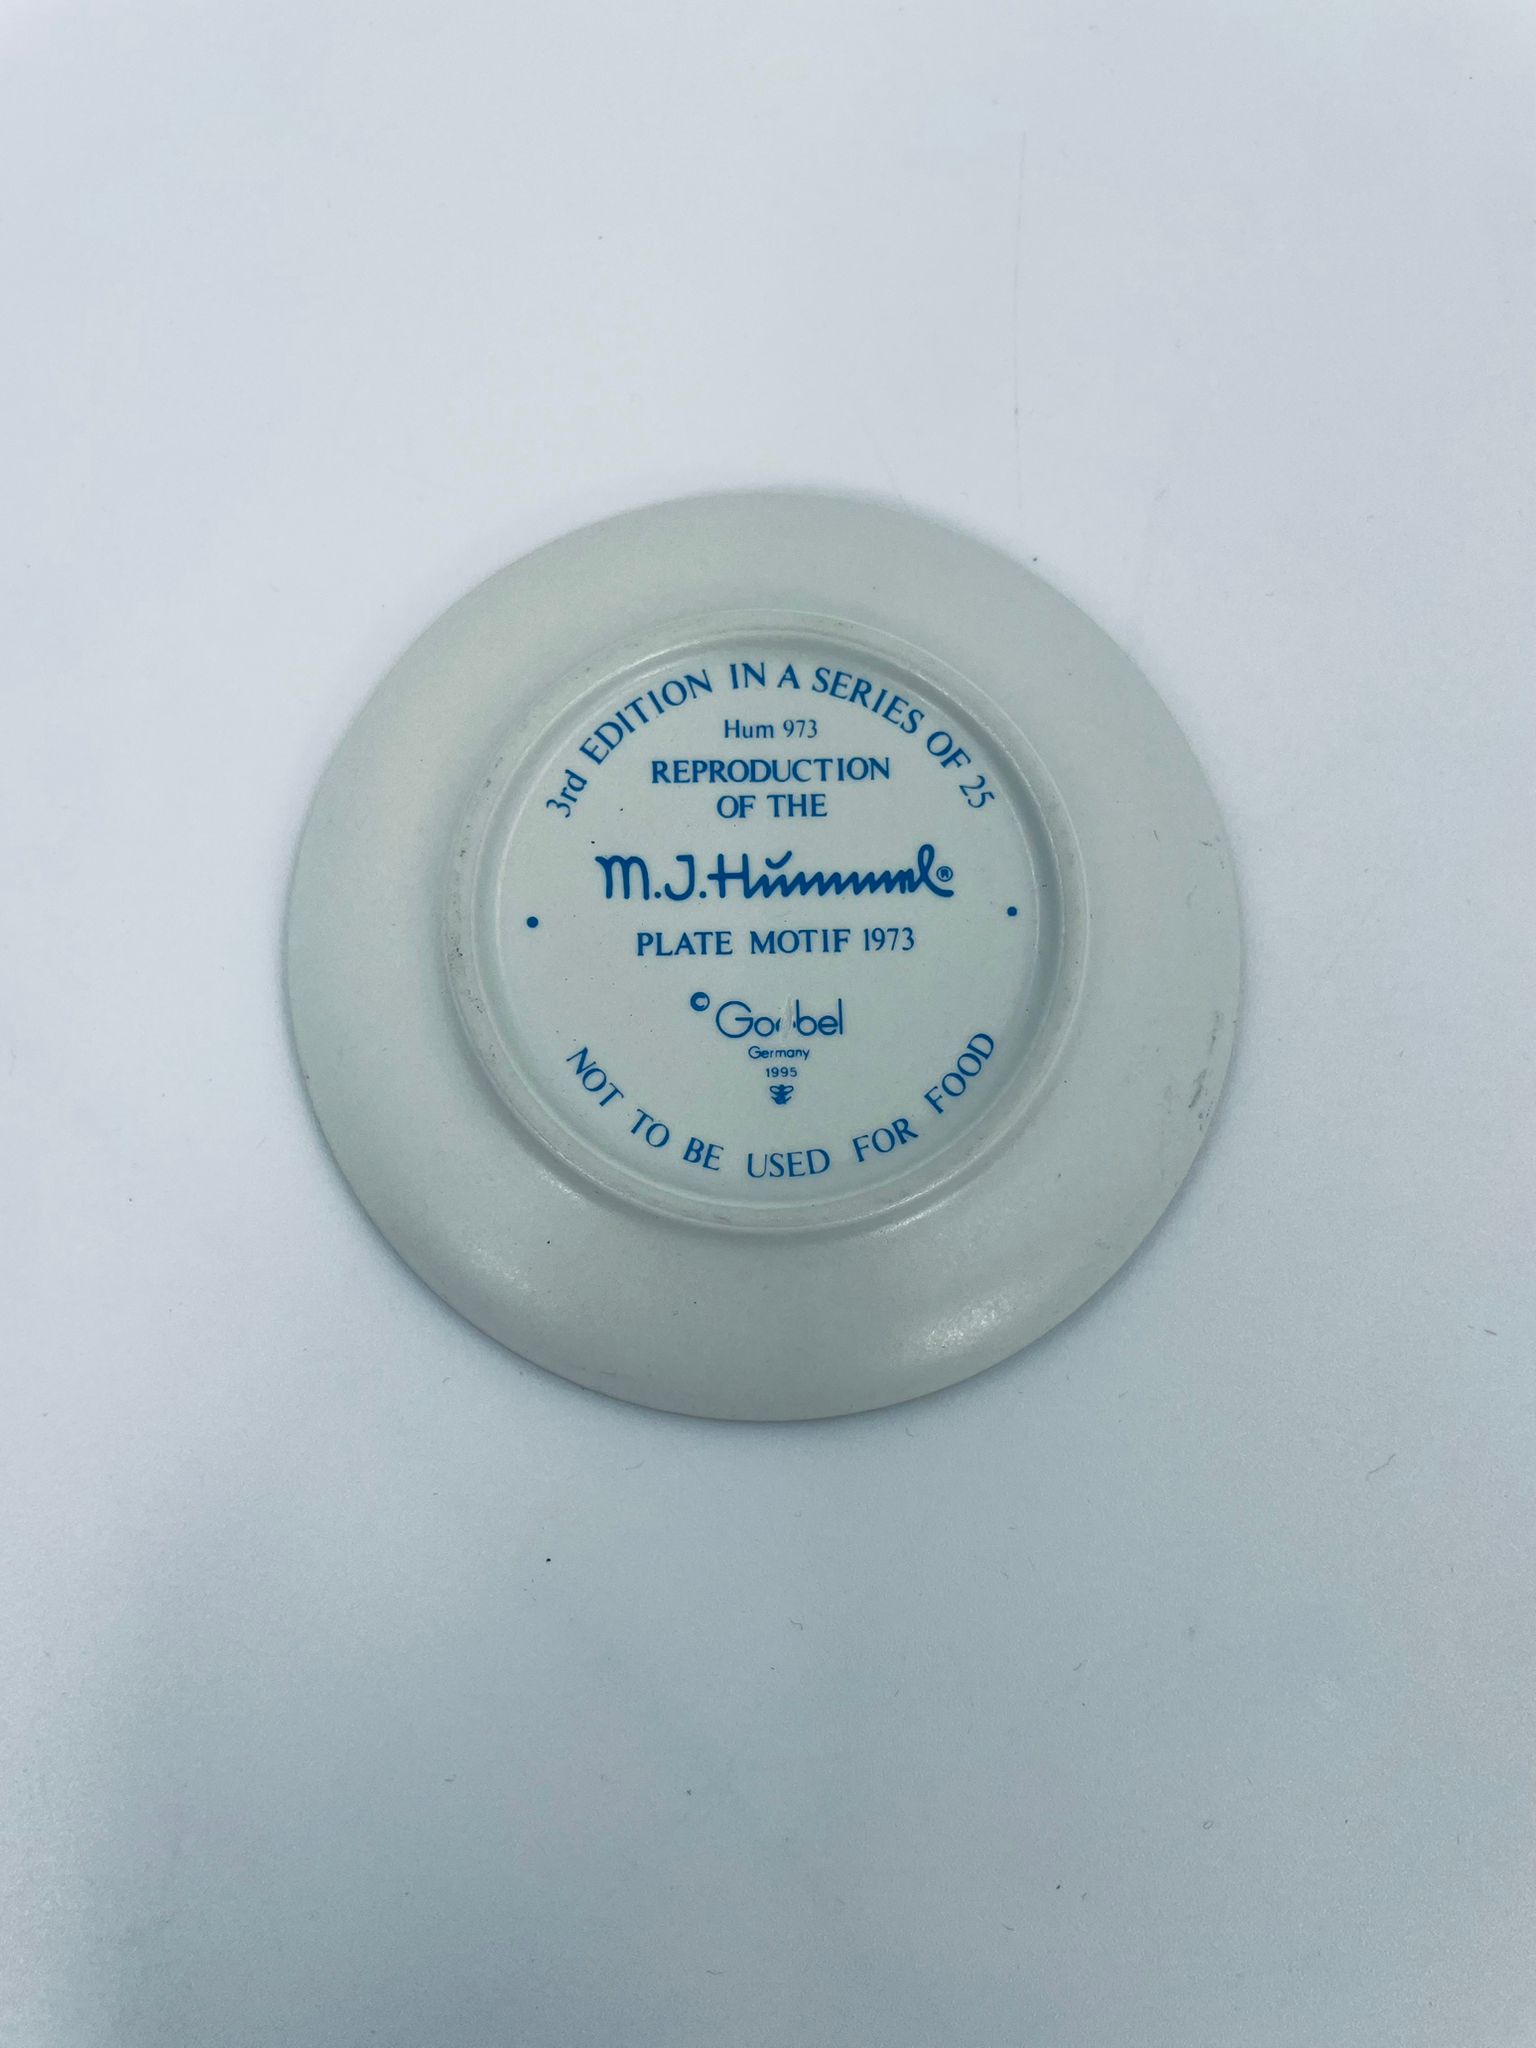 3rd EDITION IN A SERIES OF 25
Hum 973
REPRODUCTION
OF THE
M.J.Hümmel®
PLATE MOTIF 1973
© Goebel
Germany
1995
NOT TO BE USED FOR FOOD